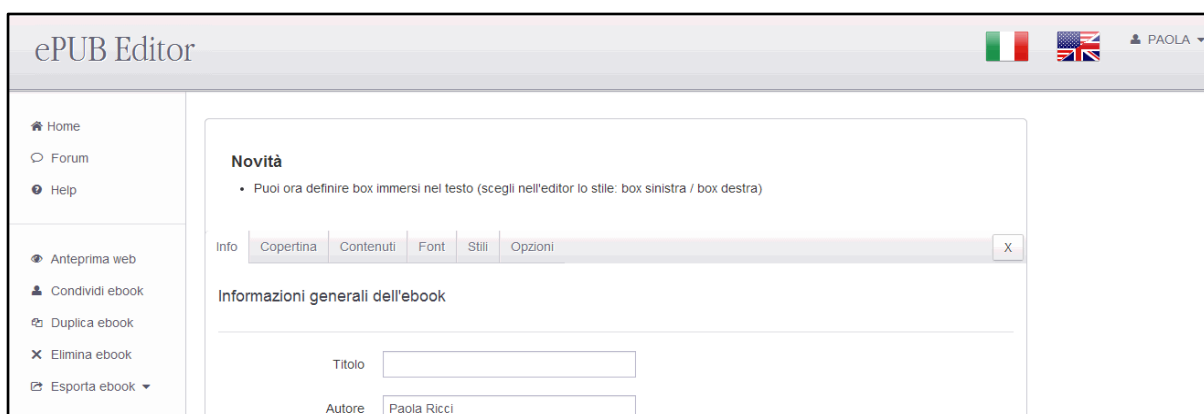 ePUB Editor
PAOLA
Home
Forum
Help
Anteprima web
Condividi ebook
Duplica ebook
Elimina ebook
Esporta ebook
Novità
Puoi ora definire box immersi nel testo (scegli nell'editor lo stile: box sinistra / box destra)
Info Copertina Contenuti Font Stili Opzioni X
Informazioni generali dell'ebook
Titolo
Autore Paola Ricci